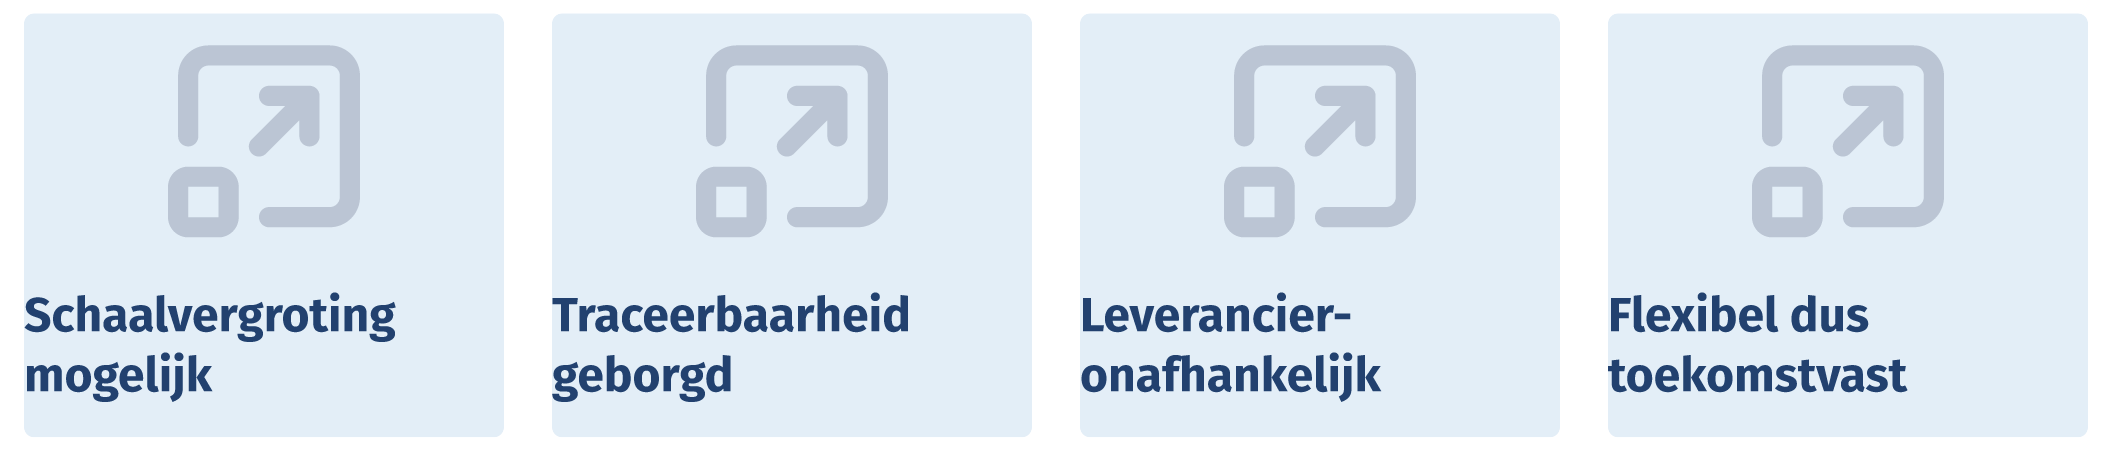 Schaalvergroting
mogelijk
Traceerbaarheid
geborgd
Leverancier-
onafhankelijk
Flexibel dus
toekomstvast